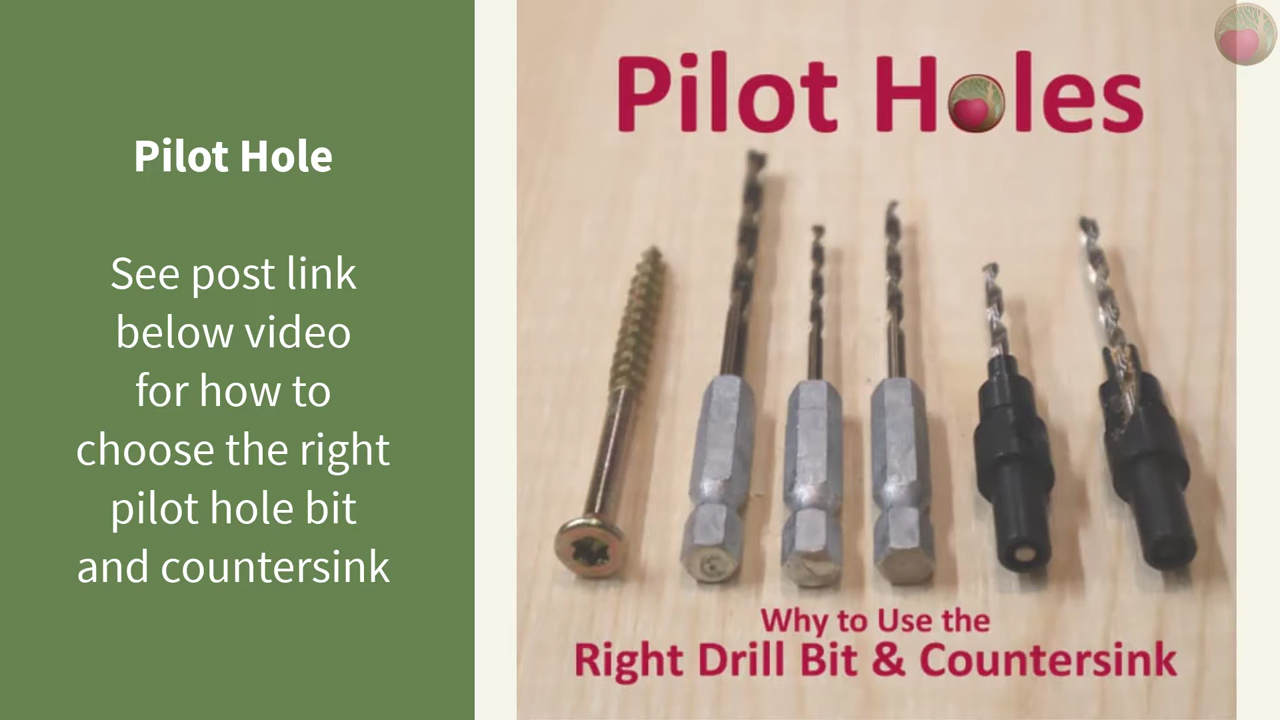 Pilot Hole
See post link
below video
for how to
choose the right
pilot hole bit
and countersink
Pilot Holes
Why to Use the
Right Drill Bit & Countersink